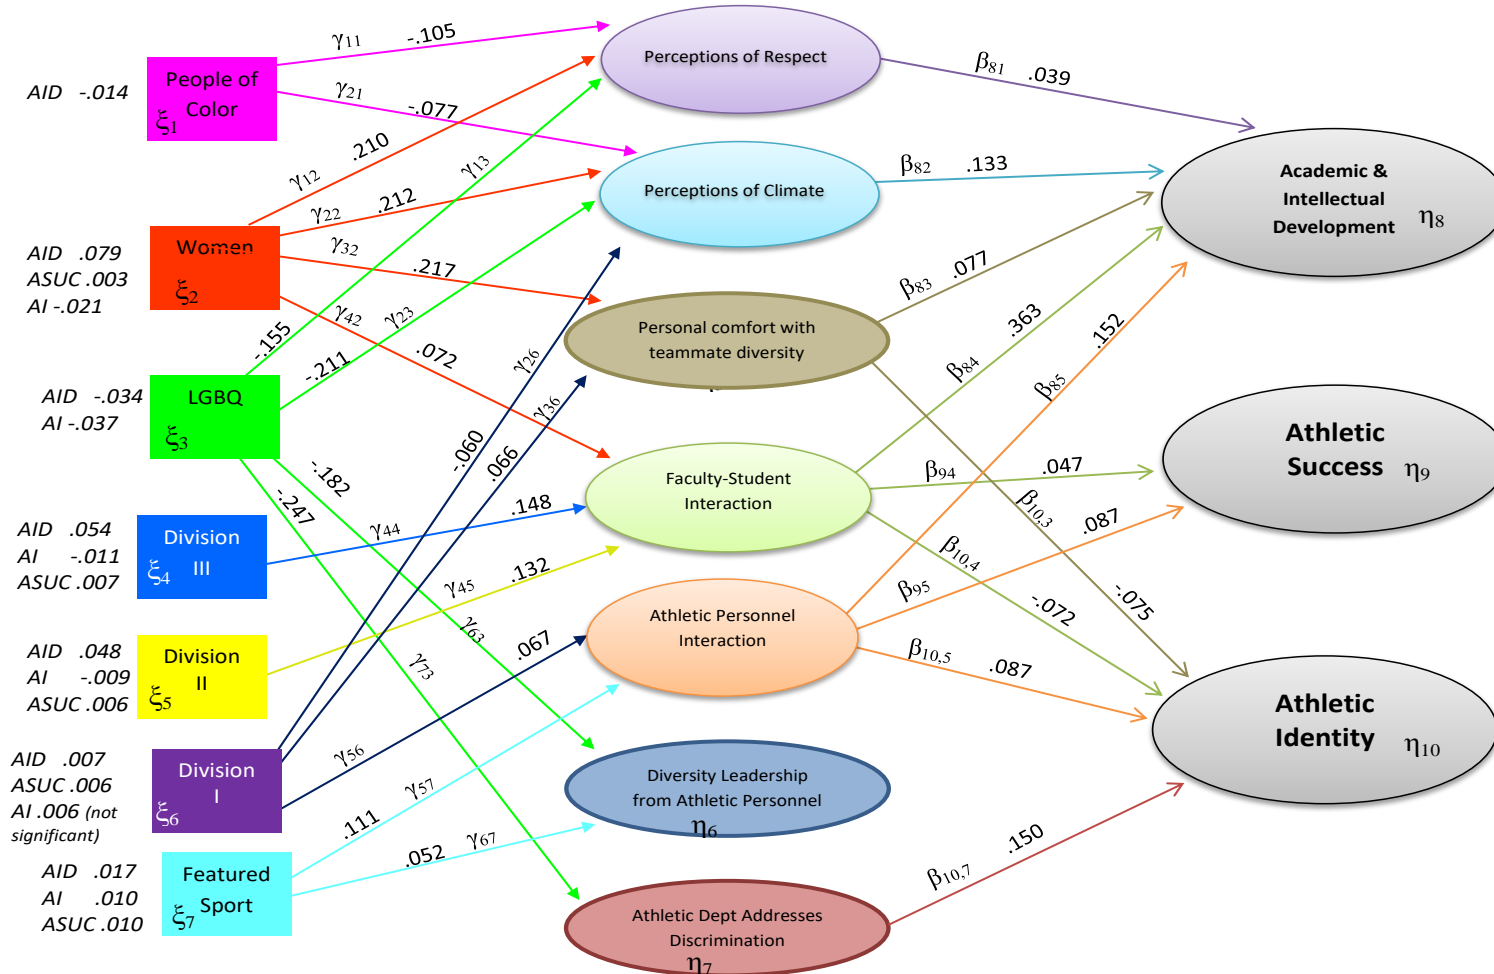 AID -.014
People of
Color
ξ1
AID .079
ASUC .003
AI -.021
Women
ξ2
AID -.034
AI -.037
LGBQ
ξ3
AID .054
AI -.011
ASUC .007
Division
III
ξ4
AID .048
AI -.009
ASUC .006
Division
II
ξ5
AID .007
ASUC .006
AI .006 (not
significant)
Division
I
ξ6
AID .017
AI .010
ASUC .010
Featured
Sport
ξ7
γ11 -.105
γ21 -.077
γ12 .210
γ13
-.155
γ22 .212
γ32 .217
γ42 .072
γ23
-.211
γ26
-.060
γ36
.066
-.182
γ63
-.247
γ73
γ44 .148
γ45 .132
γ56 .067
.111 γ57
.052 γ67
Perceptions of Respect
Perceptions of Climate
Personal comfort with
teammate diversity
Faculty-Student
Interaction
Athletic Personnel
Interaction
Diversity Leadership
from Athletic Personnel
η6
Athletic Dept Addresses
Discrimination
η7
β81 .039
β82 .133
β83 .077
β84 .363
β85 .152
β94 .047
β10,3 -.075
β10,4 -.072
β95 .087
β10,5 .087
β10,7 .150
Academic &
Intellectual
Development η8
Athletic
Success η9
Athletic
Identity η10